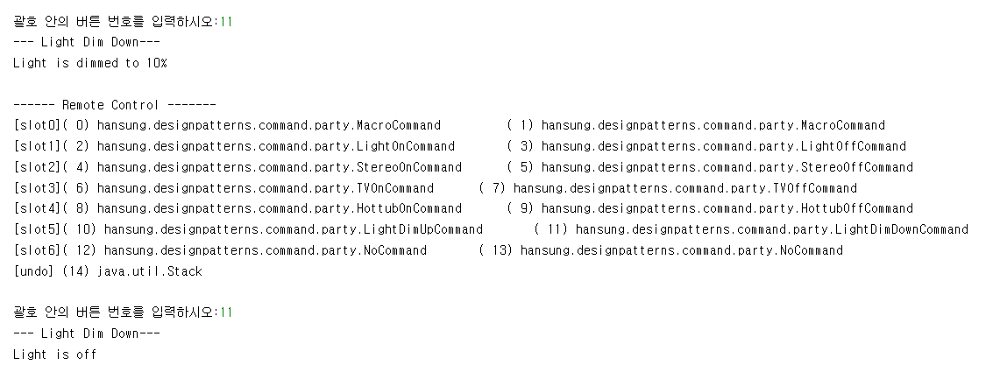 괄호 안의 버튼 번호를 입력하시오:11
--- Light Dim Down---
Light is dimmed to 10%
------ Remote Control -------
[slot0]( 0) hansung.designpatterns.command.party.MacroCommand ( 1) hansung.designpatterns.command.party.MacroCommand
[slot1]( 2) hansung.designpatterns.command.party.LightOnCommand ( 3) hansung.designpatterns.command.party.LightOffCommand
[slot2]( 4) hansung.designpatterns.command.party.StereoOnCommand ( 5) hansung.designpatterns.command.party.StereoOffCommand
[slot3]( 6) hansung.designpatterns.command.party.TVOnCommand ( 7) hansung.designpatterns.command.party.TVOffCommand
[slot4]( 8) hansung.designpatterns.command.party.HottubOnCommand ( 9) hansung.designpatterns.command.party.HottubOffCommand
[slot5]( 10) hansung.designpatterns.command.party.LightDimUpCommand ( 11) hansung.designpatterns.command.party.LightDimDownCommand
[slot6]( 12) hansung.designpatterns.command.party.NoCommand ( 13) hansung.designpatterns.command.party.NoCommand
[undo] (14) java.util.Stack
괄호 안의 버튼 번호를 입력하시오:11
--- Light Dim Down---
Light is off